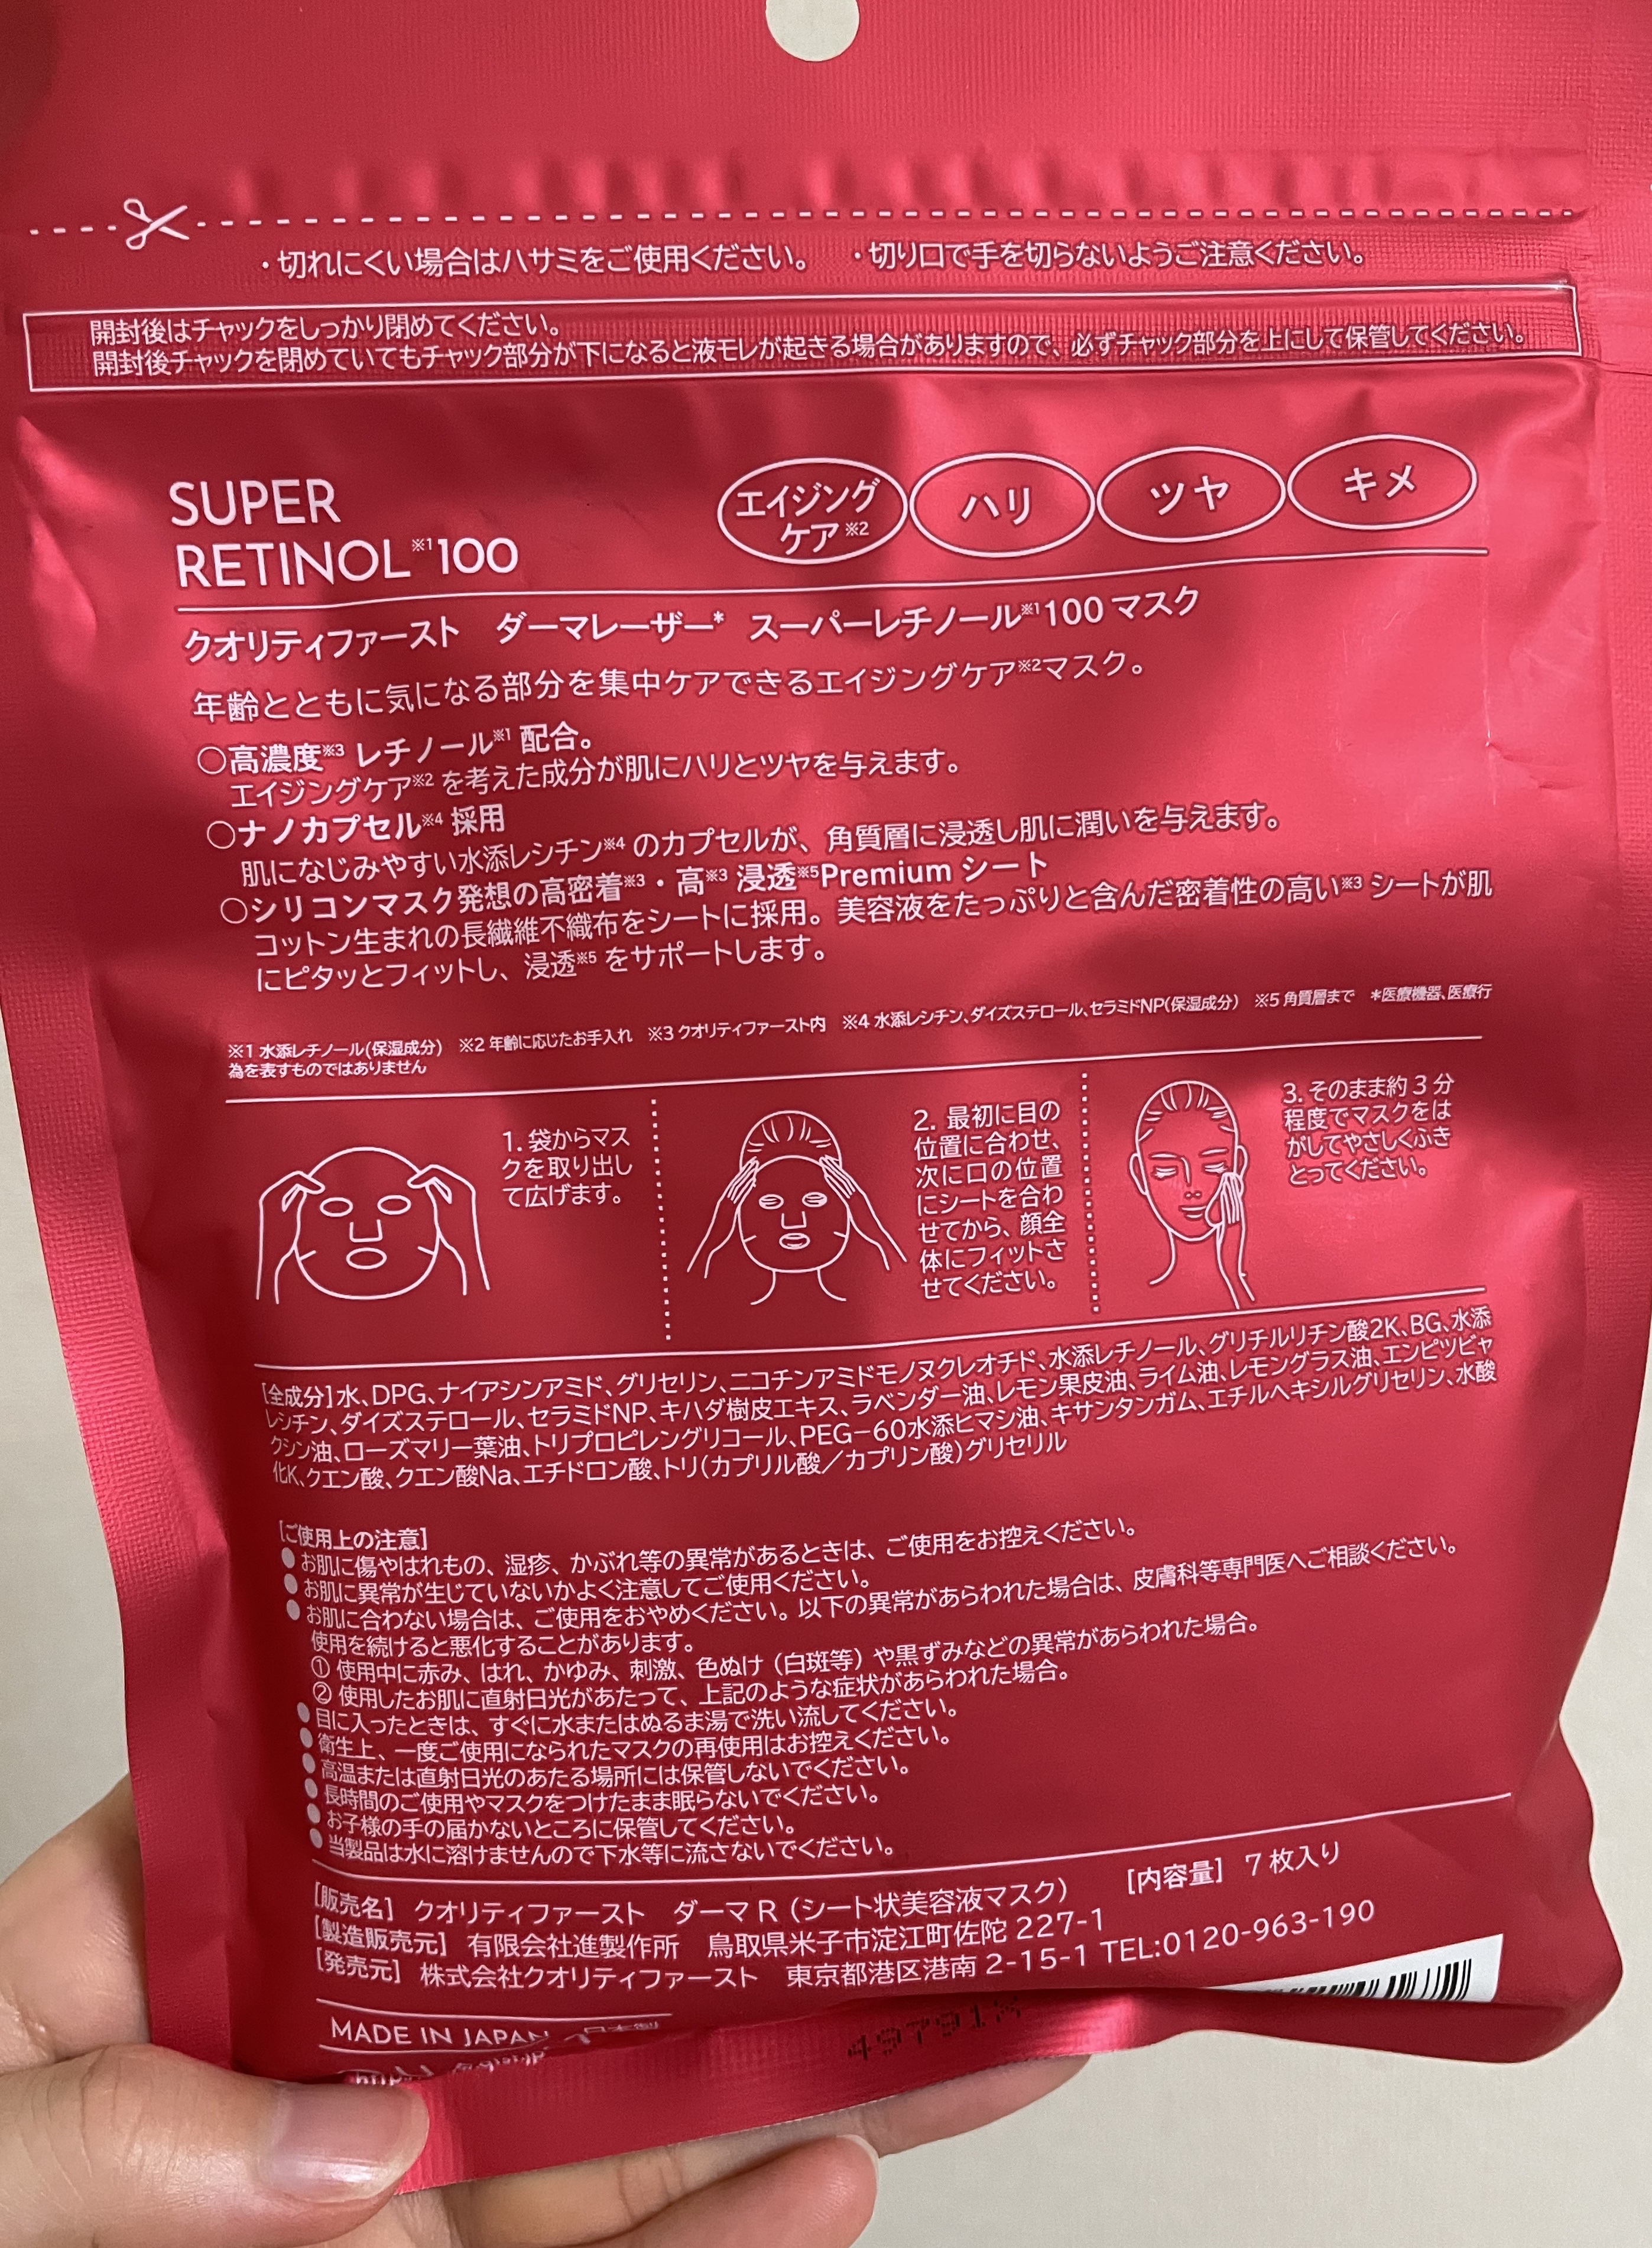 ・切れにくい場合はハサミをご使用ください。 ・切り口で手を切らないようご注意ください。
開封後はチャックをしっかり閉めてください。
開封後チャックを閉めていてもチャック部分が下になると液モレが起きる場合がありますので、必ずチャック部分を上にして保管してください。
SUPER
RETINOL※1 100
エイジング
ケア※2
ハリ
ツヤ
キメ
クオリティファースト ダーマレーザー* スーパーレチノール※1100 マスク
年齢とともに気になる部分を集中ケアできるエイジングケア※2マスク。
○高濃度※3 レチノール※1 配合。
エイジングケア※2 を考えた成分が肌にハリとツヤを与えます。
○ナノカプセル※4 採用
肌になじみやすい水添レシチン※4 のカプセルが、角質層に浸透し肌に潤いを与えます。
○シリコンマスク発想の高密着※3・高※3 浸透※5Premium シート
コットン生まれの長繊維不織布をシートに採用。美容液をたっぷりと含んだ密着性の高い※3 シートが肌
にピタッとフィットし、浸透※5 をサポートします。
※1 水添レチノール(保湿成分) ※2 年齢に応じたお手入れ ※3 クオリティファースト内 ※4 水添レシチン、ダイズステロール、セラミドNP(保湿成分) ※5 角質層まで *医療機器、医療行
為を表すものではありません
1. 袋からマス
クを取り出し
て広げます。
2. 最初に目の
位置に合わせ、
次に口の位置
にシートを合わ
せてから、顔全
体にフィットさ
せてください。
3. そのまま約3分
程度でマスクをは
がしてやさしくふき
とってください。
[全成分]水、DPG、ナイアシンアミド、グリセリン、ニコチンアミドモノヌクレオチド、水添レチノール、グリチルリチン酸2K、BG、水添
レシチン、ダイズステロール、セラミドNP、キハダ樹皮エキス、ラベンダー油、レモン果皮油、ライム油、レモングラス油、エンピツビャ
クシン油、ローズマリー葉油、トリプロピレングリコール、PEG-60水添ヒマシ油、キサンタンガム、エチルヘキシルグリセリン、水酸
化K、クエン酸、クエン酸Na、エチドロン酸、トリ(カプリル酸/カプリン酸)グリセリル
[ご使用上の注意]
●お肌に傷やはれもの、湿疹、かぶれ等の異常があるときは、ご使用をお控えください。
●お肌に異常が生じていないかよく注意してご使用ください。
●お肌に合わない場合は、ご使用をおやめください。以下の異常があらわれた場合は、皮膚科等専門医へご相談ください。
使用を続けると悪化することがあります。
① 使用中に赤み、はれ、かゆみ、刺激、色ぬけ(白斑等)や黒ずみなどの異常があらわれた場合。
② 使用したお肌に直射日光があたって、上記のような症状があらわれた場合。
●目に入ったときは、すぐに水またはぬるま湯で洗い流してください。
●衛生上、一度ご使用になられたマスクの再使用はお控えください。
●高温または直射日光のあたる場所には保管しないでください。
●長時間のご使用やマスクをつけたまま眠らないでください。
●お子様の手の届かないところに保管してください。
●当製品は水に溶けませんので下水等に流さないでください。
[販売名] クオリティファースト ダーマ R(シート状美容液マスク) [内容量] 7枚入り
[製造販売元] 有限会社進製作所 鳥取県米子市淀江町佐陀 227-1
[発売元] 株式会社クオリティファースト 東京都港区港南 2-15-1 TEL:0120-963-190
MADE IN JAPAN 日本製